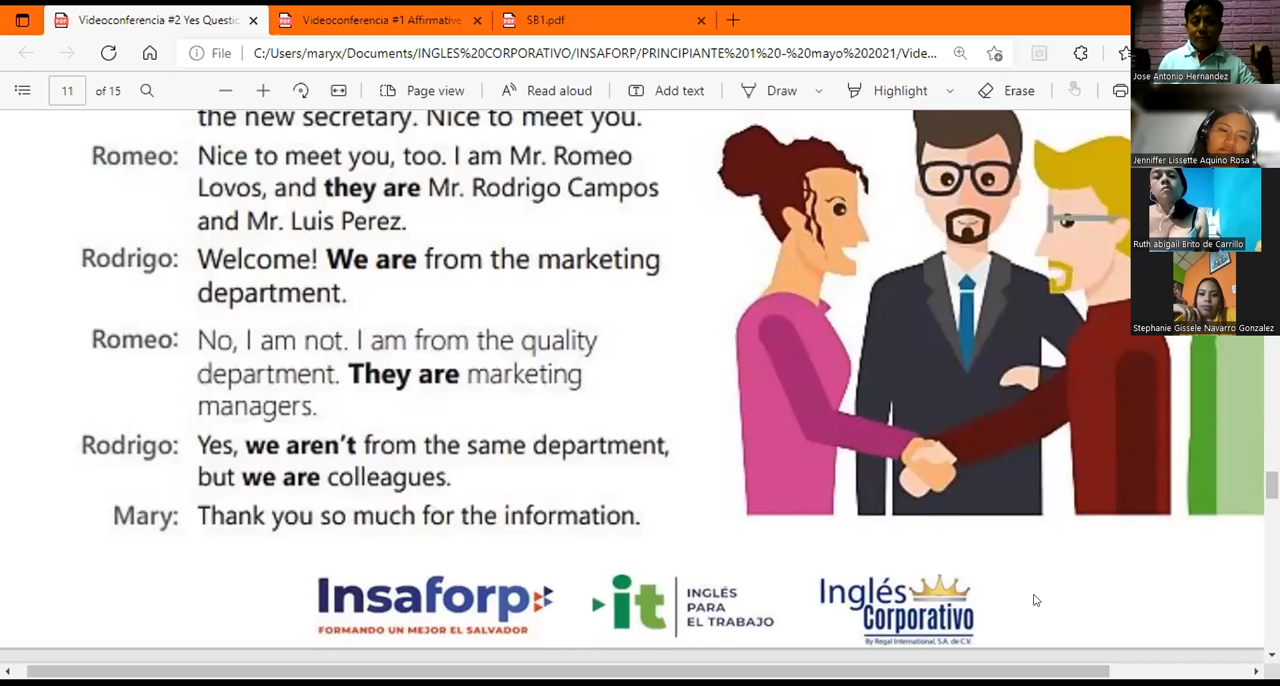 Videoconferencia #2 Yes Questic
Videoconferencia #1 Affirmative
SB1.pdf
File
C:/Users/maryx/Documents/INGLES%20CORPORATIVO/INSAFORP/PRINCIPIANTE%201%20-%20mayo%202021/Vide...
11 of 15
Page view
Read aloud
Add text
Draw
Highlight
Erase
Jose Antonio Hernandez
Jenniffer Lissette Aquino Rosa
Ruth abigail Brito de Carrillo
Stephanie Gissele Navarro Gonzalez
the new secretary. Nice to meet you.
Romeo: Nice to meet you, too. I am Mr. Romeo
Lovos, and they are Mr. Rodrigo Campos
and Mr. Luis Perez.
Rodrigo: Welcome! We are from the marketing
department.
Romeo: No, I am not. I am from the quality
department. They are marketing
managers.
Rodrigo: Yes, we aren't from the same department,
but we are colleagues.
Mary: Thank you so much for the information.
Insaforp
FORMANDO UN MEJOR EL SALVADOR
it
INGLÉS
PARA
EL TRABAJO
Inglés
Corporativo
By Regal International, S.A. de C.V.